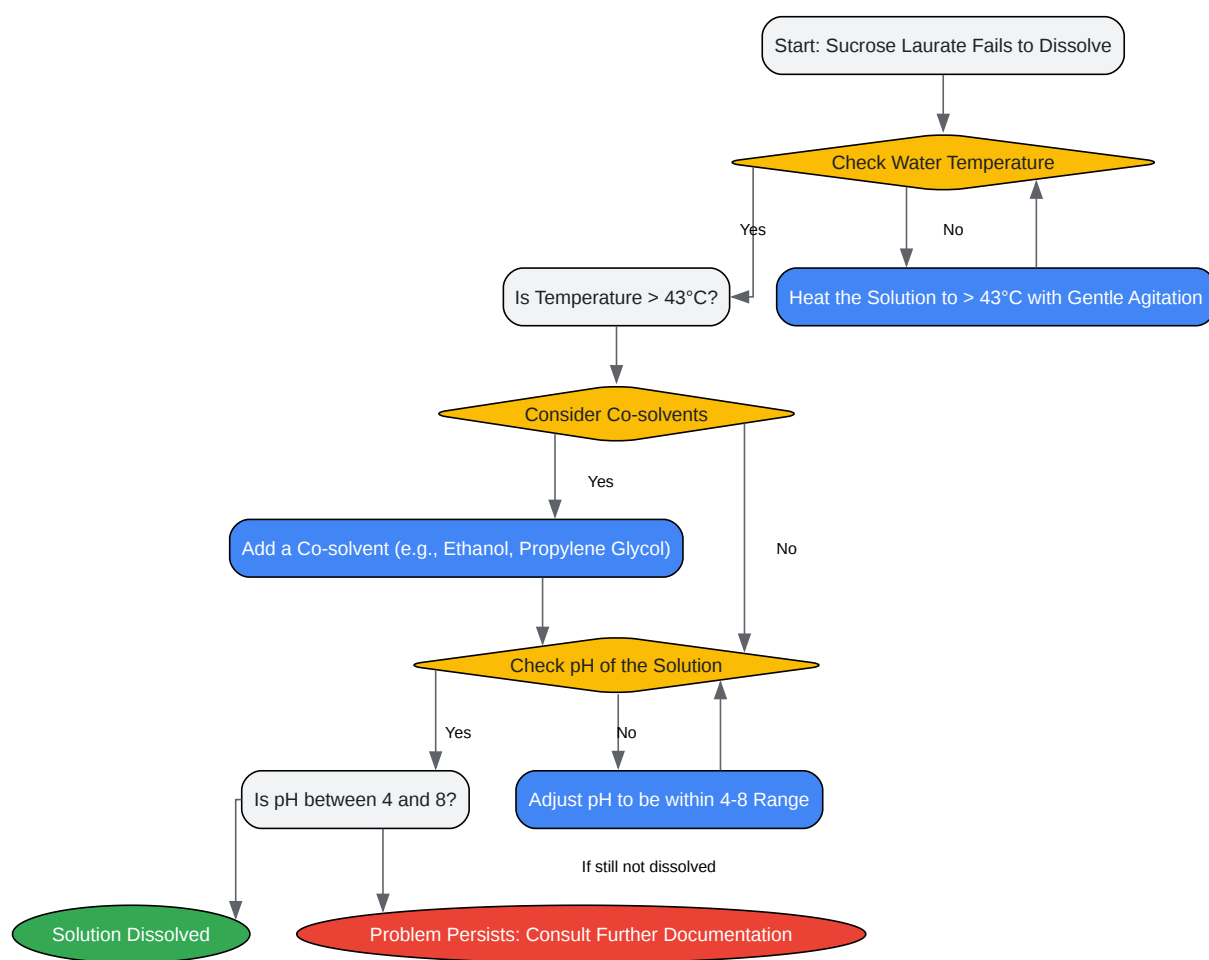 Start: Sucrose Laurate Fails to Dissolve
Check Water Temperature
Yes
No
Is Temperature > 43°C?
Heat the Solution to > 43°C with Gentle Agitation
Consider Co-solvents
Yes
Add a Co-solvent (e.g., Ethanol, Propylene Glycol)
No
Check pH of the Solution
Yes
No
Is pH between 4 and 8?
Adjust pH to be within 4-8 Range
If still not dissolved
Solution Dissolved
Problem Persists: Consult Further Documentation